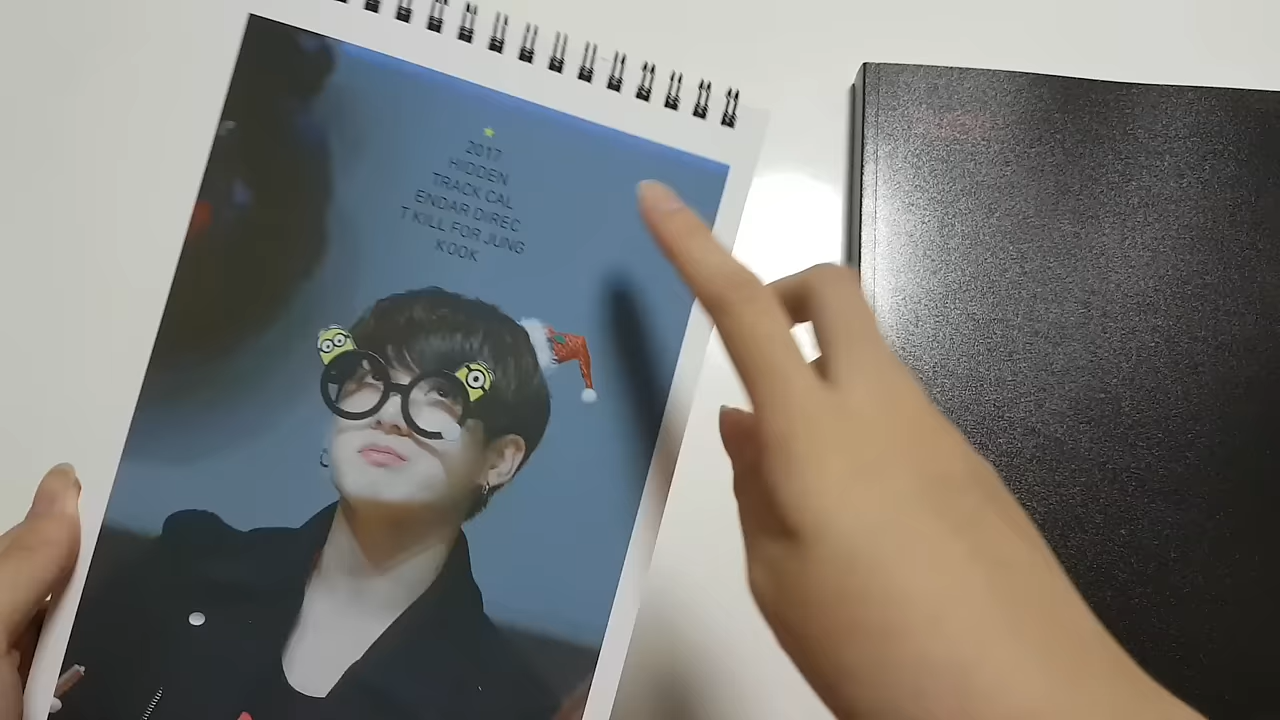 2017
HIDDEN
TRACK CAL
ENDAR DIREC
T KILL FOR JUNG
KOOK